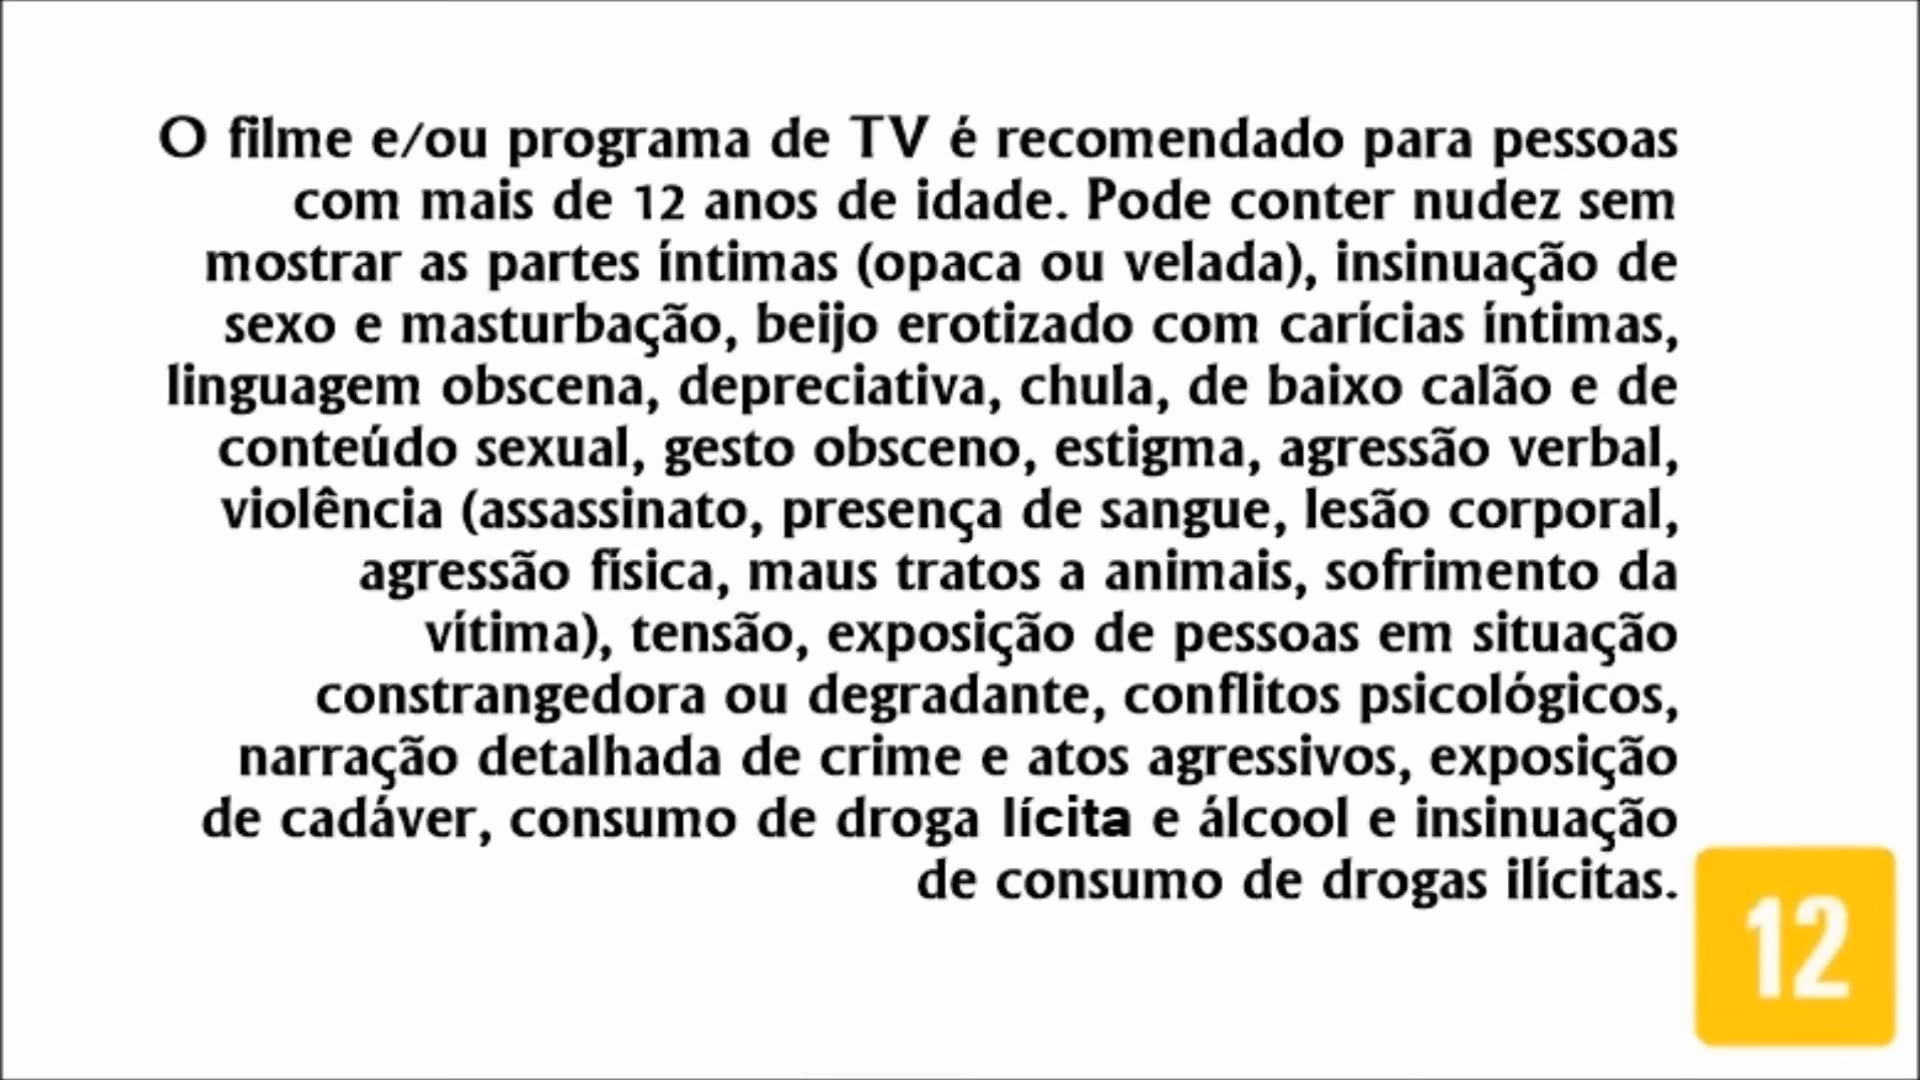 O filme e/ou programa de TV é recomendado para pessoas
com mais de 12 anos de idade. Pode conter nudez sem
mostrar as partes íntimas (opaca ou velada), insinuação de
sexo e masturbação, beijo erotizado com carícias íntimas,
linguagem obscena, depreciativa, chula, de baixo calão e de
conteúdo sexual, gesto obsceno, estigma, agressão verbal,
violência (assassinato, presença de sangue, lesão corporal,
agressão física, maus tratos a animais, sofrimento da
vítima), tensão, exposição de pessoas em situação
constrangedora ou degradante, conflitos psicológicos,
narração detalhada de crime e atos agressivos, exposição
de cadáver, consumo de droga lícita e álcool e insinuação
de consumo de drogas ilícitas.
12